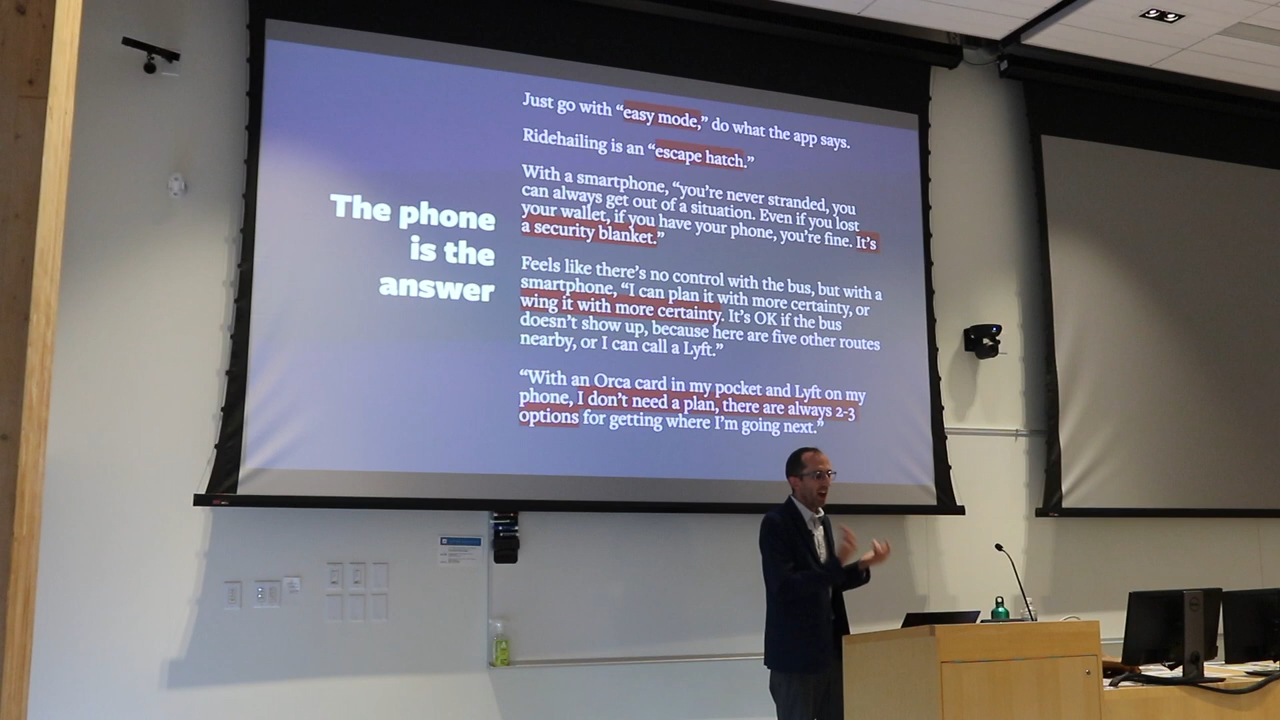 The phone
is the
answer
Just go with “easy mode,” do what the app says.
Ridehailing is an “escape hatch.”
With a smartphone, “you’re never stranded, you
can always get out of a situation. Even if you lost
your wallet, if you have your phone, you’re fine. It’s
a security blanket.”
Feels like there’s no control with the bus, but with a
smartphone, “I can plan it with more certainty, or
wing it with more certainty. It’s OK if the bus
doesn’t show up, because here are five other routes
nearby, or I can call a Lyft.”
“With an Orca card in my pocket and Lyft on my
phone, I don’t need a plan, there are always 2-3
options for getting where I’m going next.”